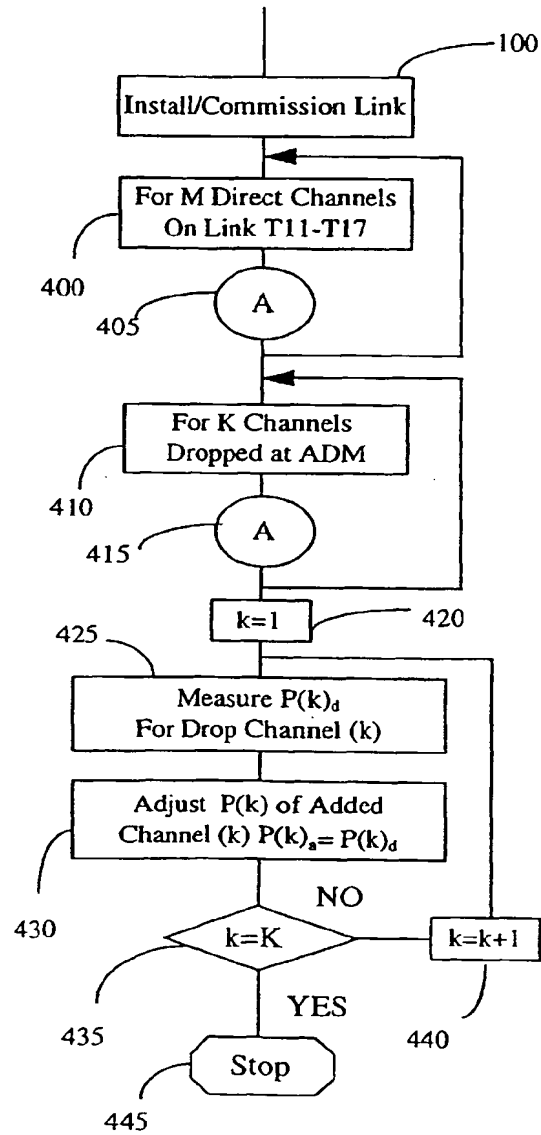 100
Install/Commission Link
For M Direct Channels
On Link T11-T17
400
405
A
For K Channels
Dropped at ADM
410
415
A
k=1
420
425
Measure P(k)d
For Drop Channel (k)
Adjust P(k) of Added
Channel (k) P(k)a= P(k)d
430
NO
k=K
k=k+1
435
YES
440
Stop
445